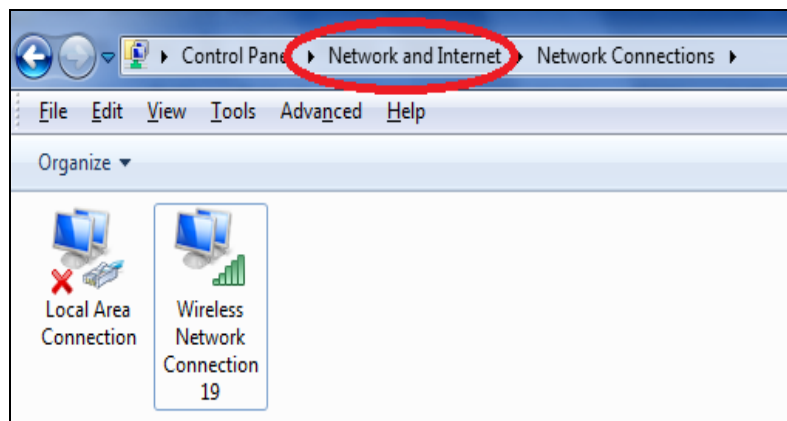 Control Pane Network and Internet Network Connections
File Edit View Tools Advanced Help
Organize
Local Area
Connection
Wireless
Network
Connection
19